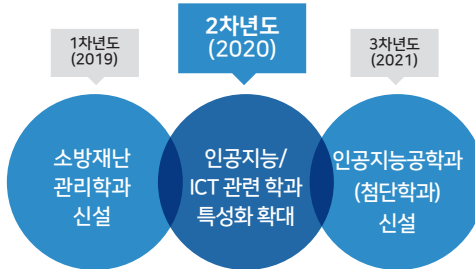 1차년도
(2019)
2차년도
(2020)
3차년도
(2021)
소방재난
관리학과
신설
인공지능/
ICT 관련 학과
특성화 확대
인공지능공학과
(첨단학과)
신설